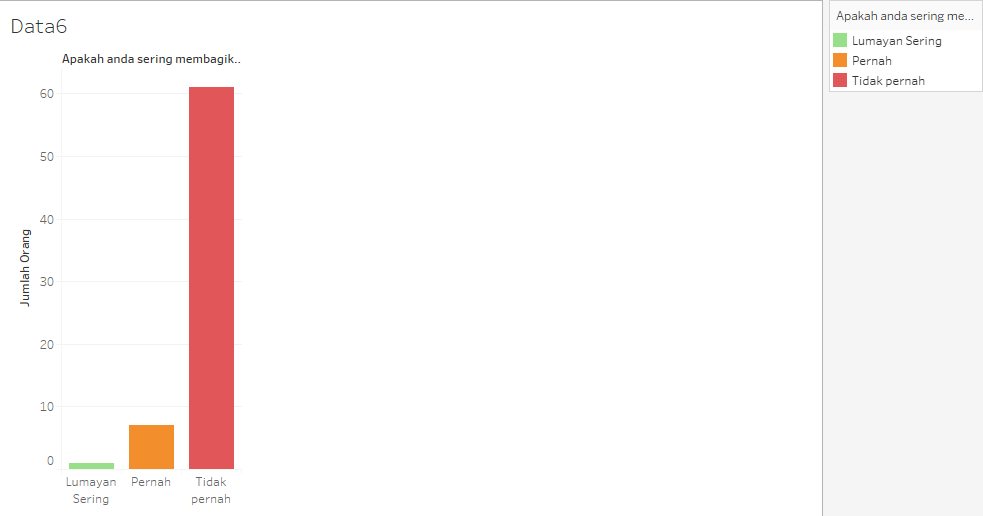 Data6
Apakah anda sering membagik..
60
50
40
30
20
10
0
Jumlah Orang
Lumayan
Sering
Pernah
Tidak
pernah
Apakah anda sering me...
Lumayan Sering
Pernah
Tidak pernah